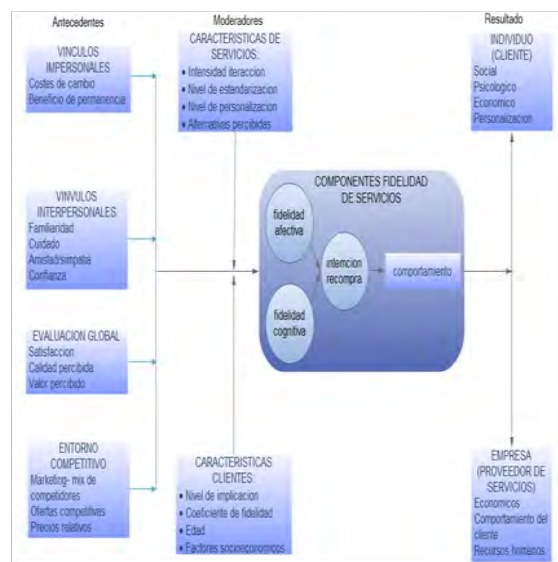 Antecedentes
VINCULOS
IMPERSONALES
Costes de cambio
Beneficio de permanencia
VINVULOS
INTERPERSONALES
Familiaridad
Cuidado
Amistad/simpatia
Confianza
EVALUACION GLOBAL
Satisfaccion
Calidad percibida
Valor percibido
ENTORNO
COMPETITIVO
Marketing- mix de
competidores
Ofertas competitivas
Precios relativos
Moderadores
CARACTERISTICAS DE
SERVICIOS:
• Intensidad iteraccion
• Nivel de estandarizacion
• Nivel de personalizacion
• Alternativas percibidas
COMPONENTES FIDELIDAD
DE SERVICIOS
fidelidad
afectiva
intemcion
recompra
comportamiento
fidelidad
cognitiva
CARACTERISTICAS
CLIENTES:
• Nivel de implicacion
• Coeficiente de fidelidad
• Edad
• Factores socioeconomicos
Resultado
INDIVIDUO
(CLIENTE)
Social
Psicologico
Economico
Personalizacion
EMPRESA
(PROVEEDOR DE
SERVICIOS)
Economicos
Comportamiento del
cliente
Recursos humanos